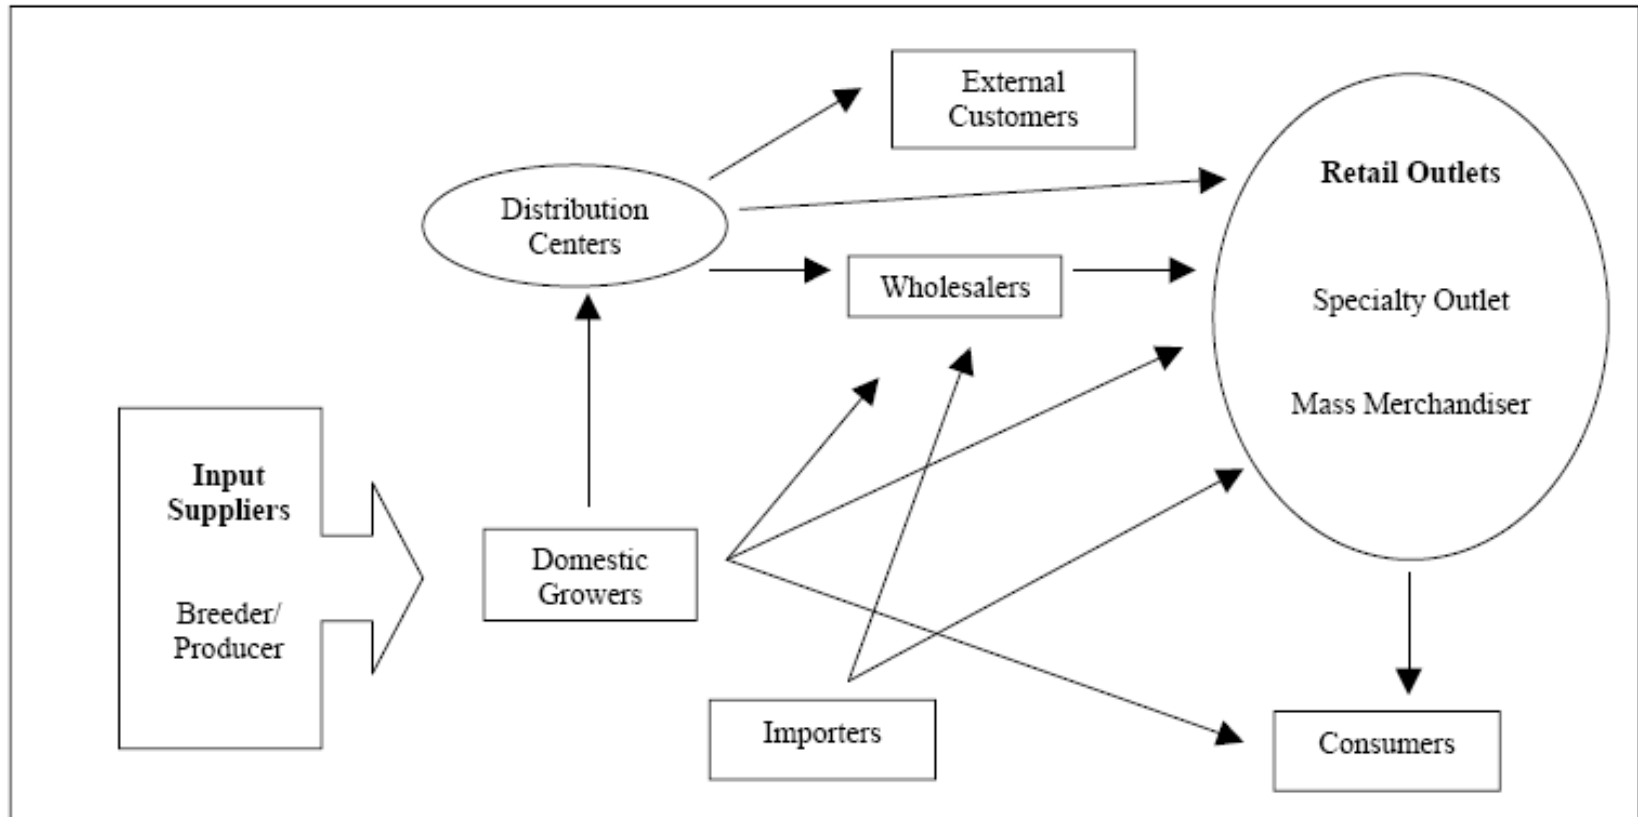 External
Customers
Retail Outlets
Distribution
Centers
Wholesalers
Specialty Outlet
Mass Merchandiser
Input
Suppliers
Domestic
Growers
Breeder/
Producer
Importers
Consumers